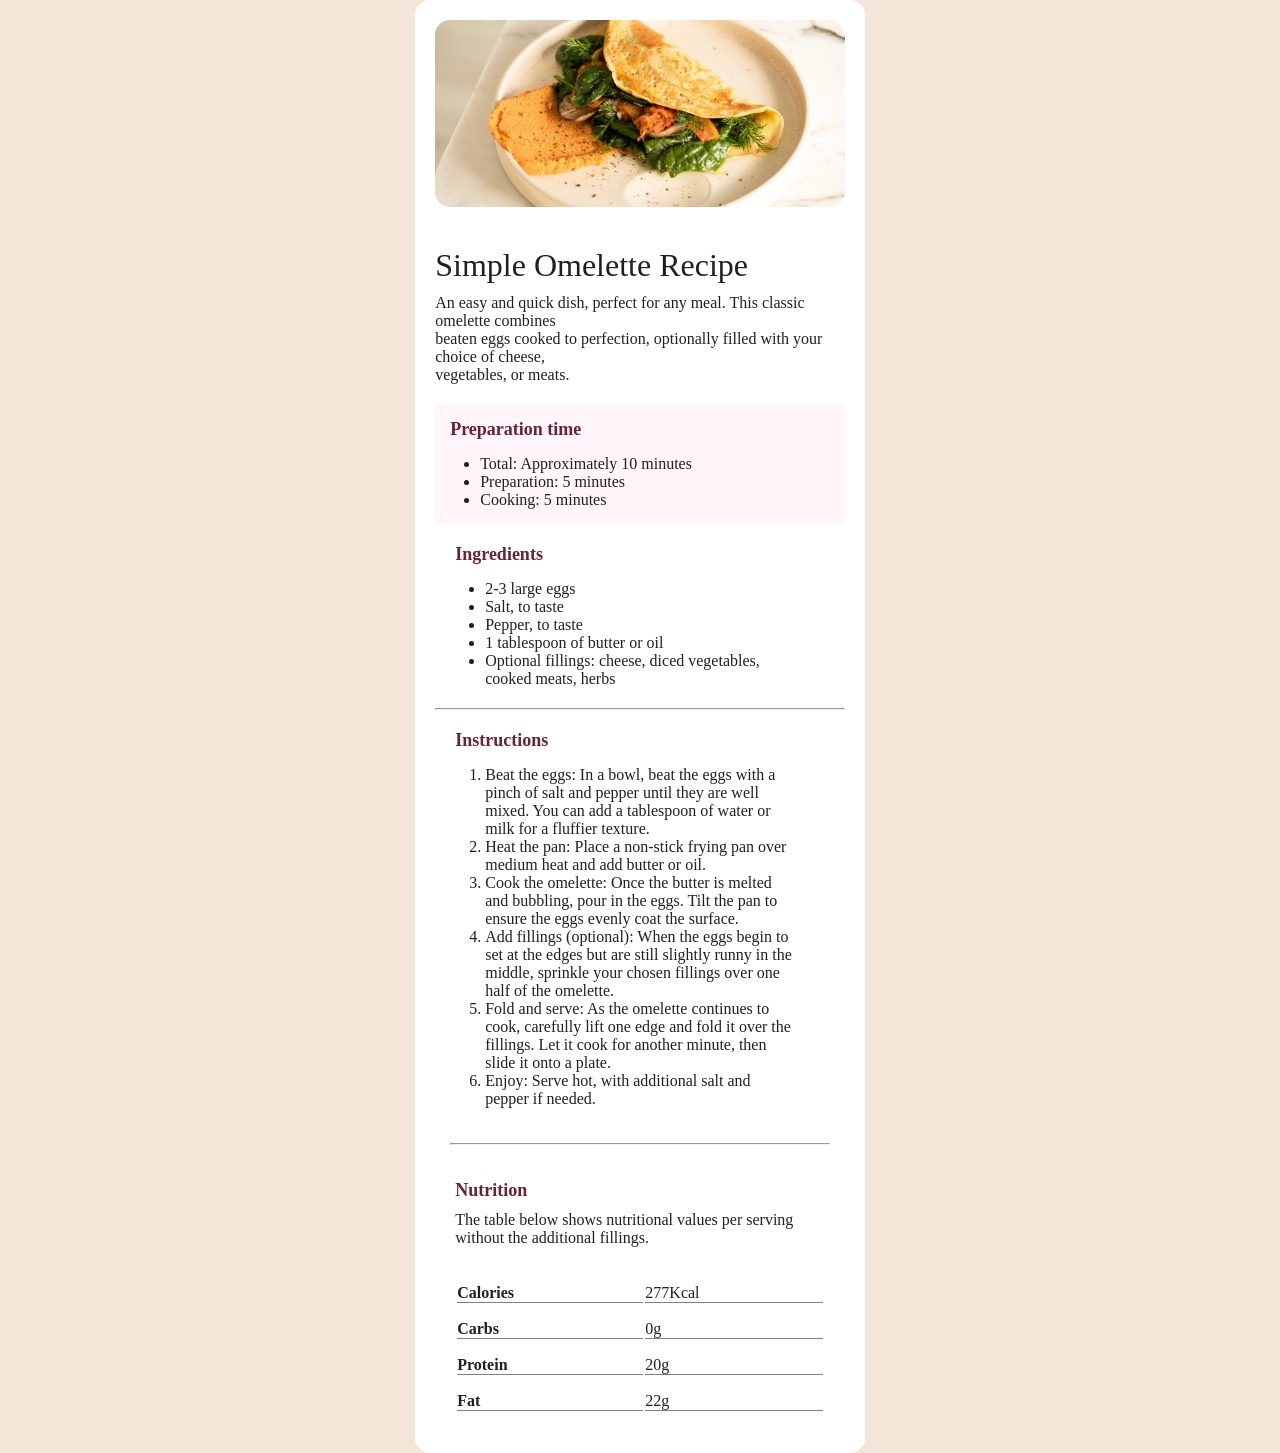 Simple Omelette Recipe
An easy and quick dish, perfect for any meal. This classic
omelette combines
beaten eggs cooked to perfection, optionally filled with your
choice of cheese,
vegetables, or meats.
Preparation time
• Total: Approximately 10 minutes
• Preparation: 5 minutes
• Cooking: 5 minutes
Ingredients
• 2-3 large eggs
• Salt, to taste
• Pepper, to taste
• 1 tablespoon of butter or oil
• Optional fillings: cheese, diced vegetables,
cooked meats, herbs
Instructions
1. Beat the eggs: In a bowl, beat the eggs with a
pinch of salt and pepper until they are well
mixed. You can add a tablespoon of water or
milk for a fluffier texture.
2. Heat the pan: Place a non-stick frying pan over
medium heat and add butter or oil.
3. Cook the omelette: Once the butter is melted
and bubbling, pour in the eggs. Tilt the pan to
ensure the eggs evenly coat the surface.
4. Add fillings (optional): When the eggs begin to
set at the edges but are still slightly runny in the
middle, sprinkle your chosen fillings over one
half of the omelette.
5. Fold and serve: As the omelette continues to
cook, carefully lift one edge and fold it over the
fillings. Let it cook for another minute, then
slide it onto a plate.
6. Enjoy: Serve hot, with additional salt and
pepper if needed.
Nutrition
The table below shows nutritional values per serving
without the additional fillings.
Calories 277Kcal
Carbs 0g
Protein 20g
Fat 22g